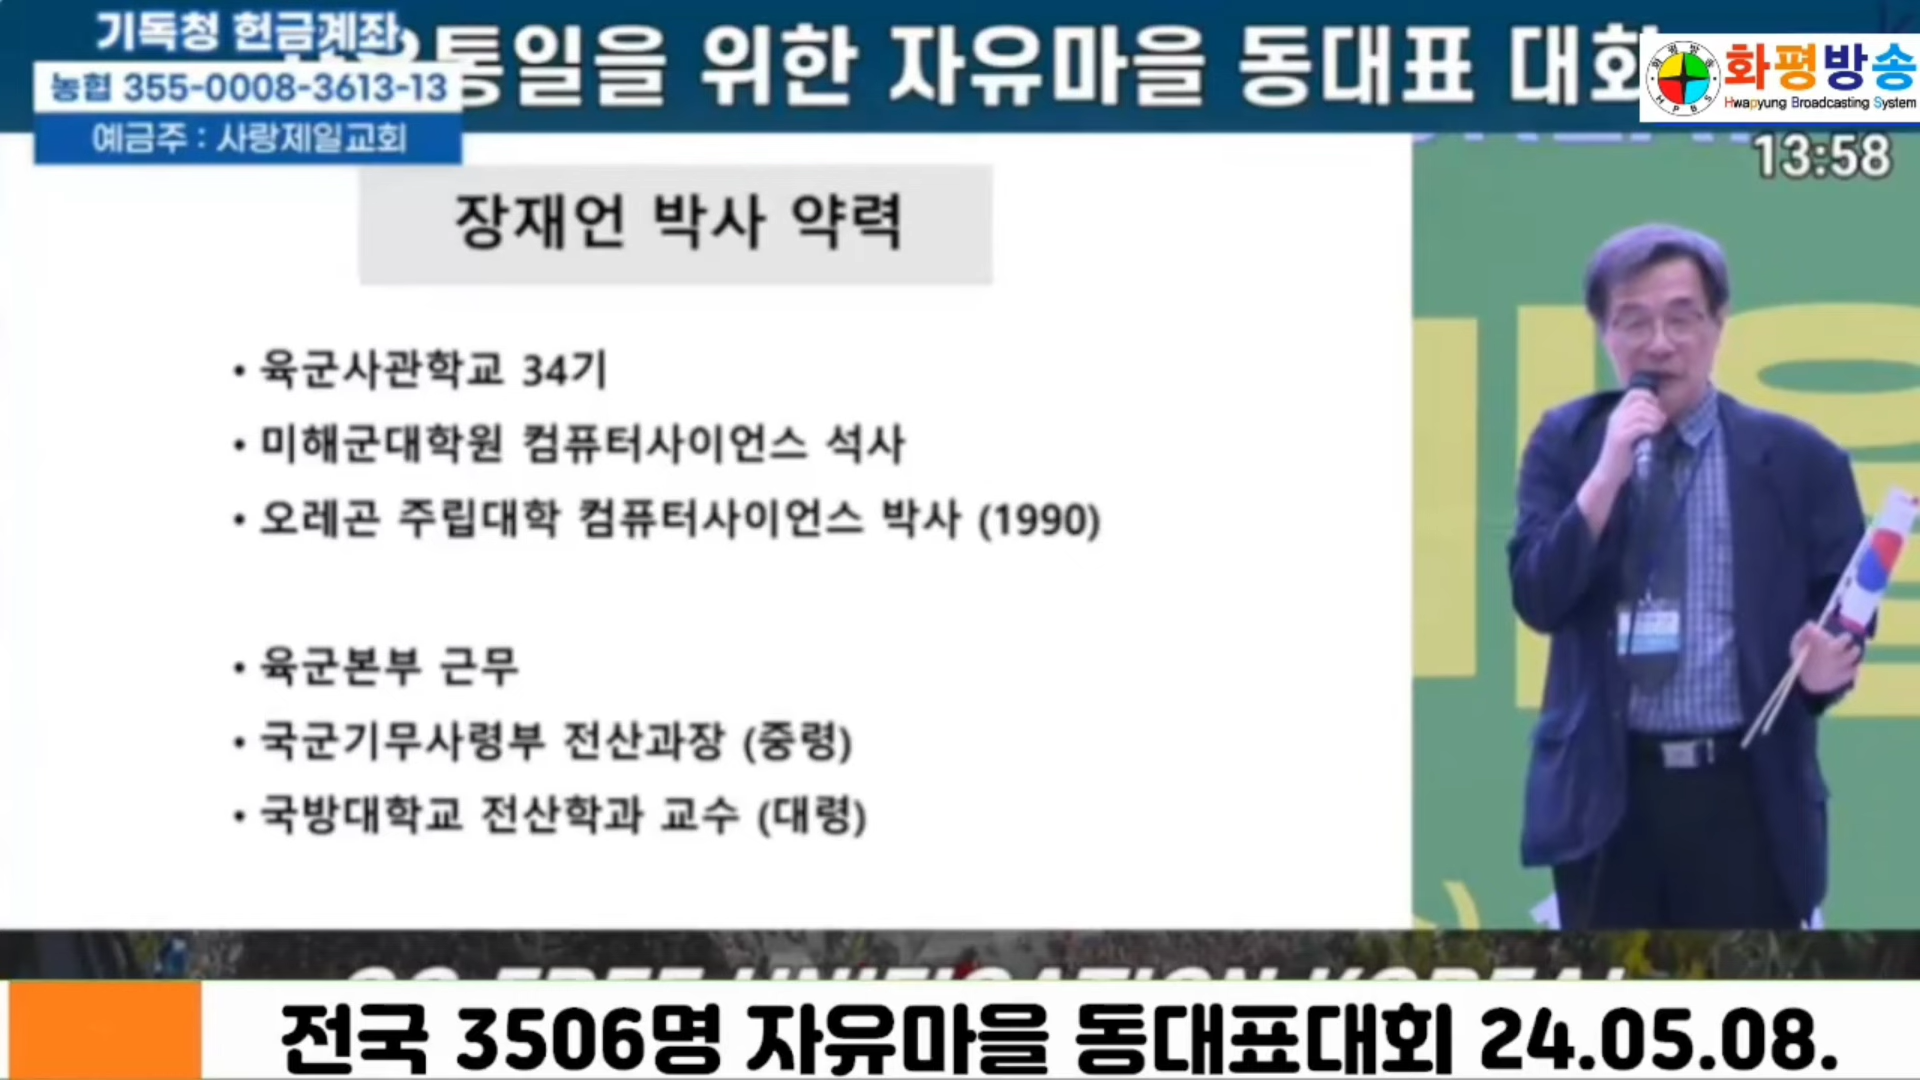 기독청 헌금계좌
농협 355-0008-3613-13
예금주 : 사랑제일교회
통일을 위한 자유마을 동대표 대회
화평방송
Hwapyung Broadcasting System
13:58
장재언 박사 약력
• 육군사관학교 34기
• 미해군대학원 컴퓨터사이언스 석사
• 오레곤 주립대학 컴퓨터사이언스 박사 (1990)
• 육군본부 근무
• 국군기무사령부 전산과장 (중령)
• 국방대학교 전산학과 교수 (대령)
전국 3506명 자유마을 동대표대회 24.05.08.